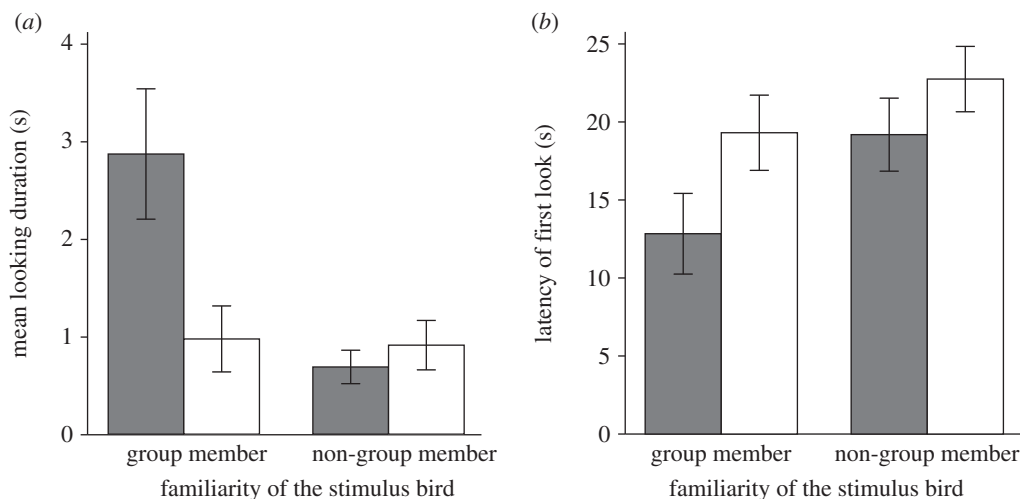 (a)
4
3
2
1
0
mean looking duration (s)
group member
non-group member
familiarity of the stimulus bird
(b)
25
20
15
10
5
0
latency of first look (s)
group member
non-group member
familiarity of the stimulus bird